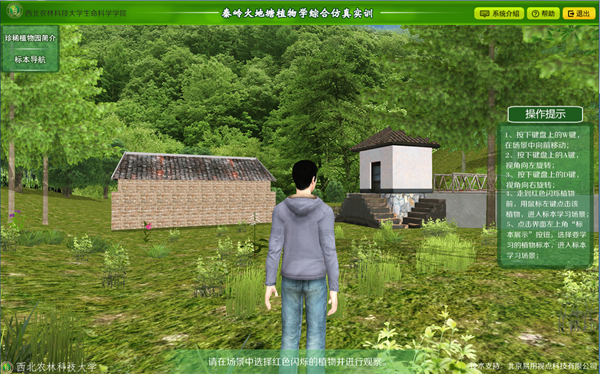 西北农林科技大学生命科学学院
秦岭火地塘植物学综合仿真实训
系统介绍
帮助
退出
珍稀植物园简介
标本导航
操作提示
1、按下键盘上的W键，
在场景中向前移动；
2、按下键盘上的A键，
视角向左旋转；
3、按下键盘上的D键，
视角向右旋转；
4、走到红色闪烁植物
前，用鼠标左键点击该
植物，进入标本学习场景；
5、点击界面左上角“标
本展示”按钮，选择要学
习的植物标本，进入标本
学习场景；
请在场景中选择红色闪烁的植物并进行观察
西北农林科技大学
技术支持：北京易用视点科技有限公司